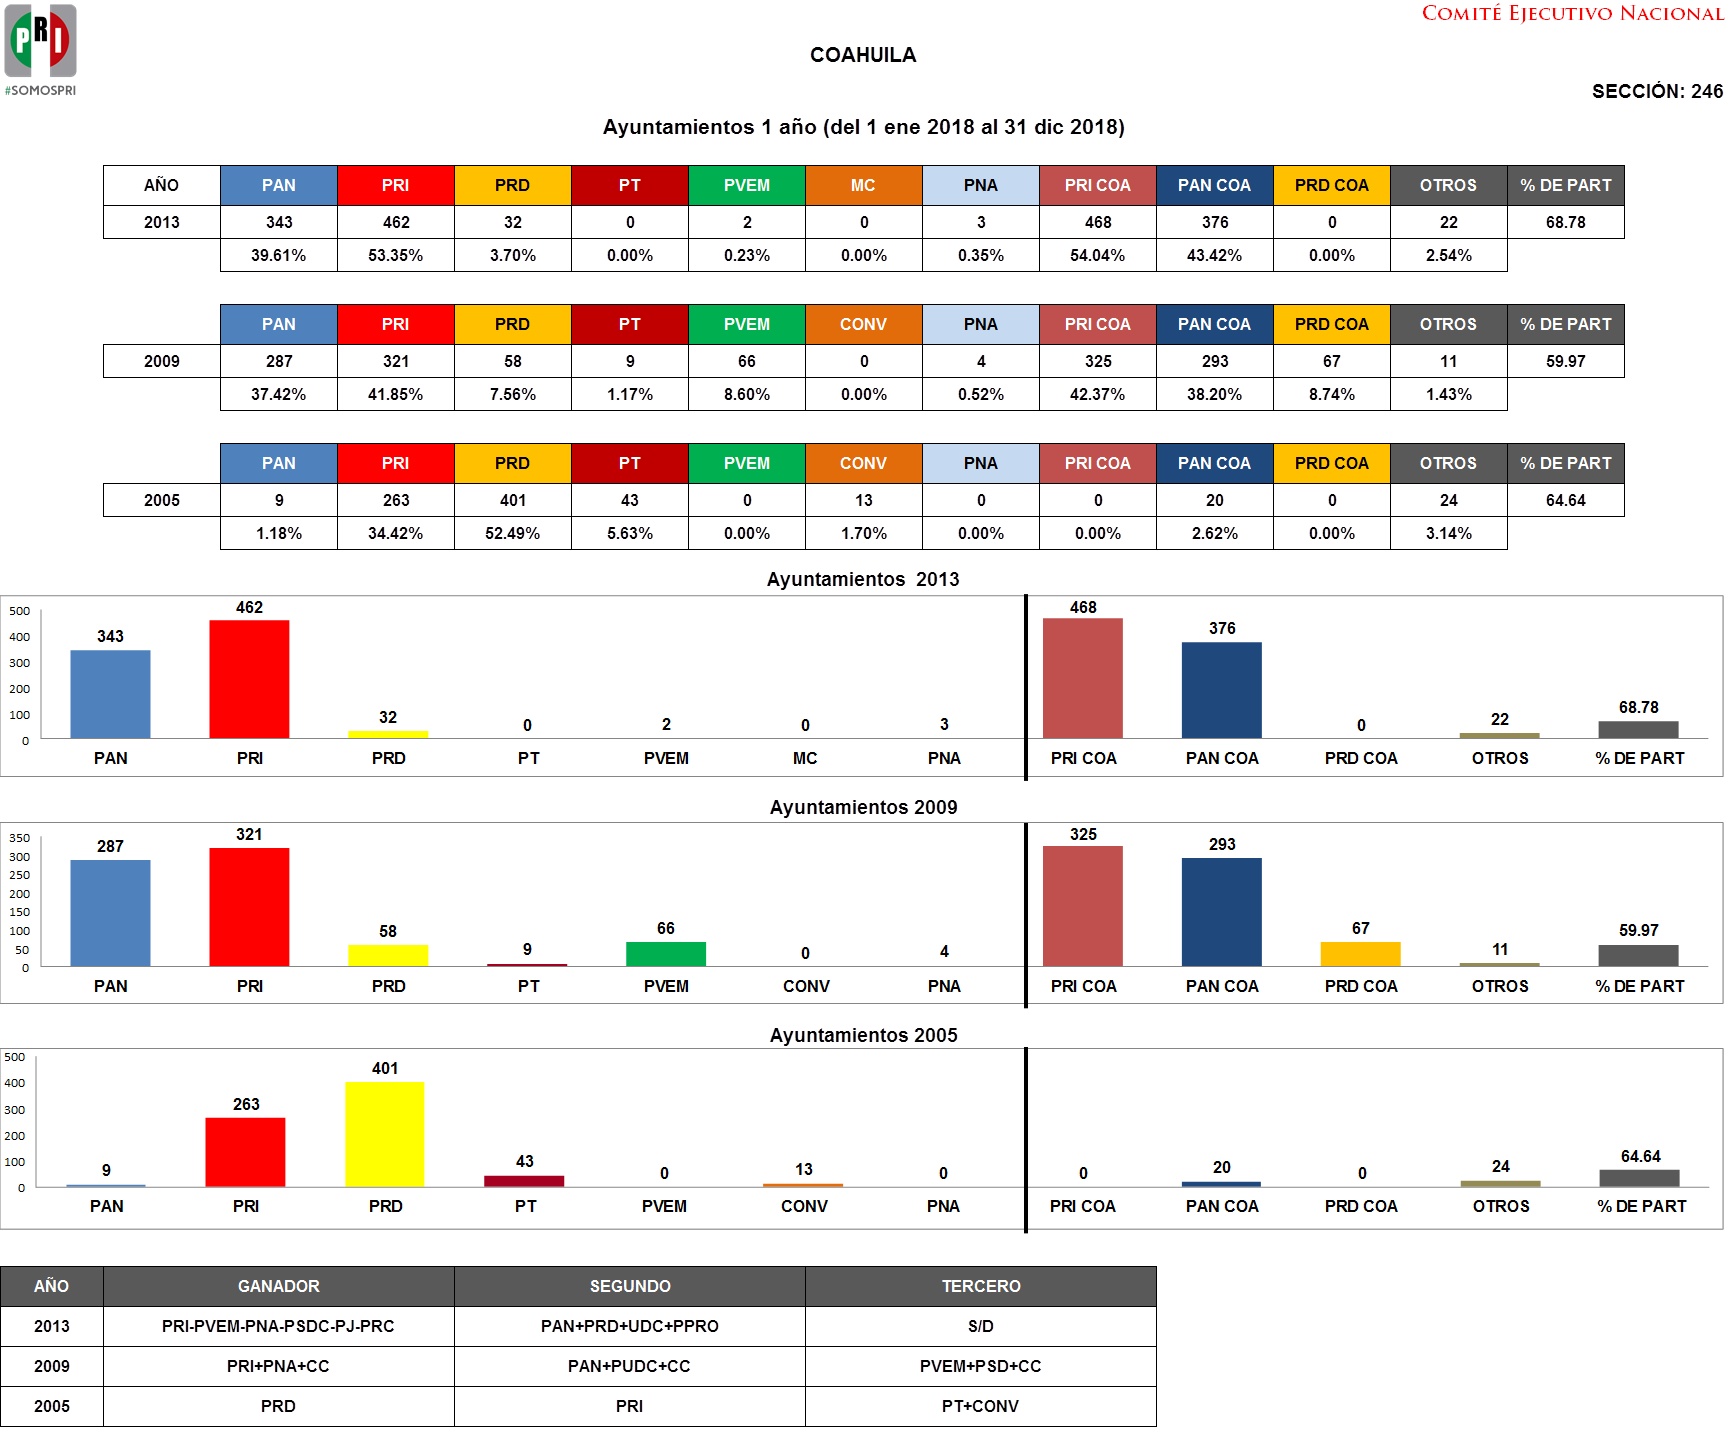 COMITÉ EJECUTIVO NACIONAL
PRI
#SOMOSPRI
COAHUILA
SECCIÓN: 246
Ayuntamientos 1 año (del 1 ene 2018 al 31 dic 2018)
AÑO PAN PRI PRD PT PVEM MC PNA PRI COA PAN COA PRD COA OTROS % DE PART
2013 343 462 32 0 2 0 3 468 376 0 22 68.78
39.61% 53.35% 3.70% 0.00% 0.23% 0.00% 0.35% 54.04% 43.42% 0.00% 2.54%
PAN PRI PRD PT PVEM CONV PNA PRI COA PAN COA PRD COA OTROS % DE PART
2009 287 321 58 9 66 0 4 325 293 67 11 59.97
37.42% 41.85% 7.56% 1.17% 8.60% 0.00% 0.52% 42.37% 38.20% 8.74% 1.43%
PAN PRI PRD PT PVEM CONV PNA PRI COA PAN COA PRD COA OTROS % DE PART
2005 9 263 401 43 0 13 0 0 20 0 24 64.64
1.18% 34.42% 52.49% 5.63% 0.00% 1.70% 0.00% 0.00% 2.62% 0.00% 3.14%
Ayuntamientos 2013
500
400
300
200
100
0
343 462 32 0 2 0 3 468 376 0 22 68.78
PAN PRI PRD PT PVEM MC PNA PRI COA PAN COA PRD COA OTROS % DE PART
Ayuntamientos 2009
350
300
250
200
150
100
50
0
287 321 58 9 66 0 4 325 293 67 11 59.97
PAN PRI PRD PT PVEM CONV PNA PRI COA PAN COA PRD COA OTROS % DE PART
Ayuntamientos 2005
500
400
300
200
100
0
9 263 401 43 0 13 0 0 20 0 24 64.64
PAN PRI PRD PT PVEM CONV PNA PRI COA PAN COA PRD COA OTROS % DE PART
AÑO GANADOR SEGUNDO TERCERO
2013 PRI-PVEM-PNA-PSDC-PJ-PRC PAN+PRD+UDC+PPRO S/D
2009 PRI+PNA+CC PAN+PUDC+CC PVEM+PSD+CC
2005 PRD PRI PT+CONV